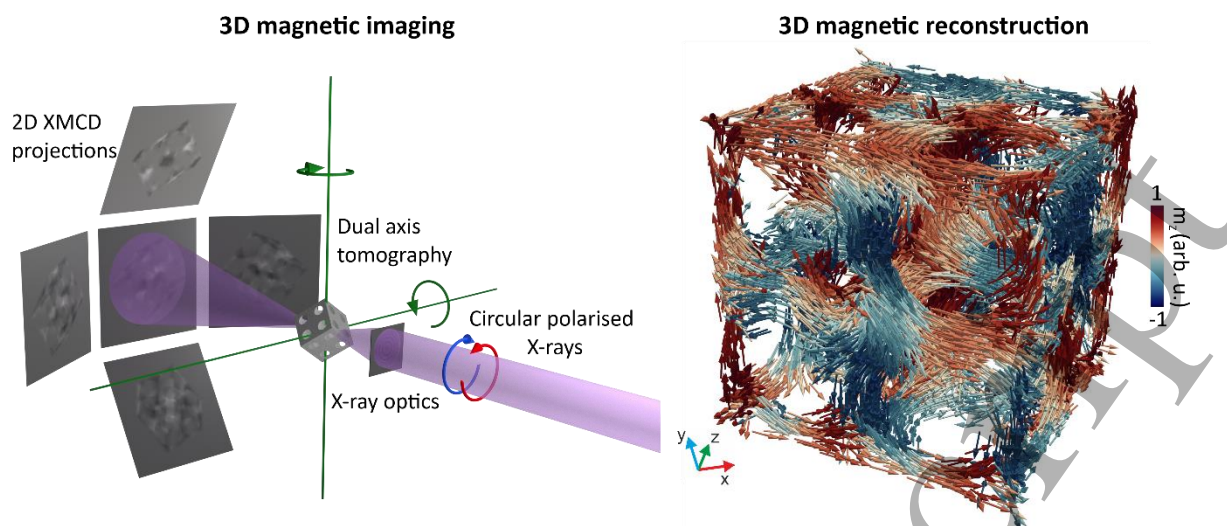 3D magnetic imaging
2D XMCD
projections
Dual axis
tomography
Circular polarised
X-rays
X-ray optics
3D magnetic reconstruction
1
m_z (arb. u.)
-1
y
z
x